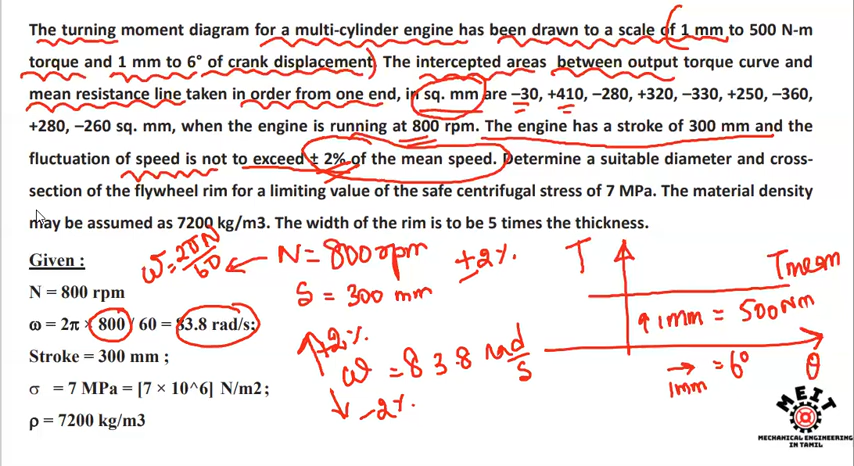 The turning moment diagram for a multi-cylinder engine has been drawn to a scale of 1 mm to 500 N-m
torque and 1 mm to 6° of crank displacement. The intercepted areas between output torque curve and
mean resistance line taken in order from one end, in sq. mm are –30, +410, –280, +320, –330, +250, –360,
+280, –260 sq. mm, when the engine is running at 800 rpm. The engine has a stroke of 300 mm and the
fluctuation of speed is not to exceed ± 2% of the mean speed. Determine a suitable diameter and cross-
section of the flywheel rim for a limiting value of the safe centrifugal stress of 7 MPa. The material density
may be assumed as 7200 kg/m3. The width of the rim is to be 5 times the thickness.
Given :
N = 800 rpm
ω = 2π × 800 / 60 = 83.8 rad/s;
Stroke = 300 mm ;
σ = 7 MPa = [7 × 10^6] N/m2;
ρ = 7200 kg/m3
ω = 2πN/60
N = 800 rpm ±2%.
S = 300 mm
+2%.
ω = 83.8 rad/s
-2%.
T
Tmean
1mm = 500Nm
1mm = 6°
θ
MEIT
MECHANICAL ENGINEERING
IN TAMIL